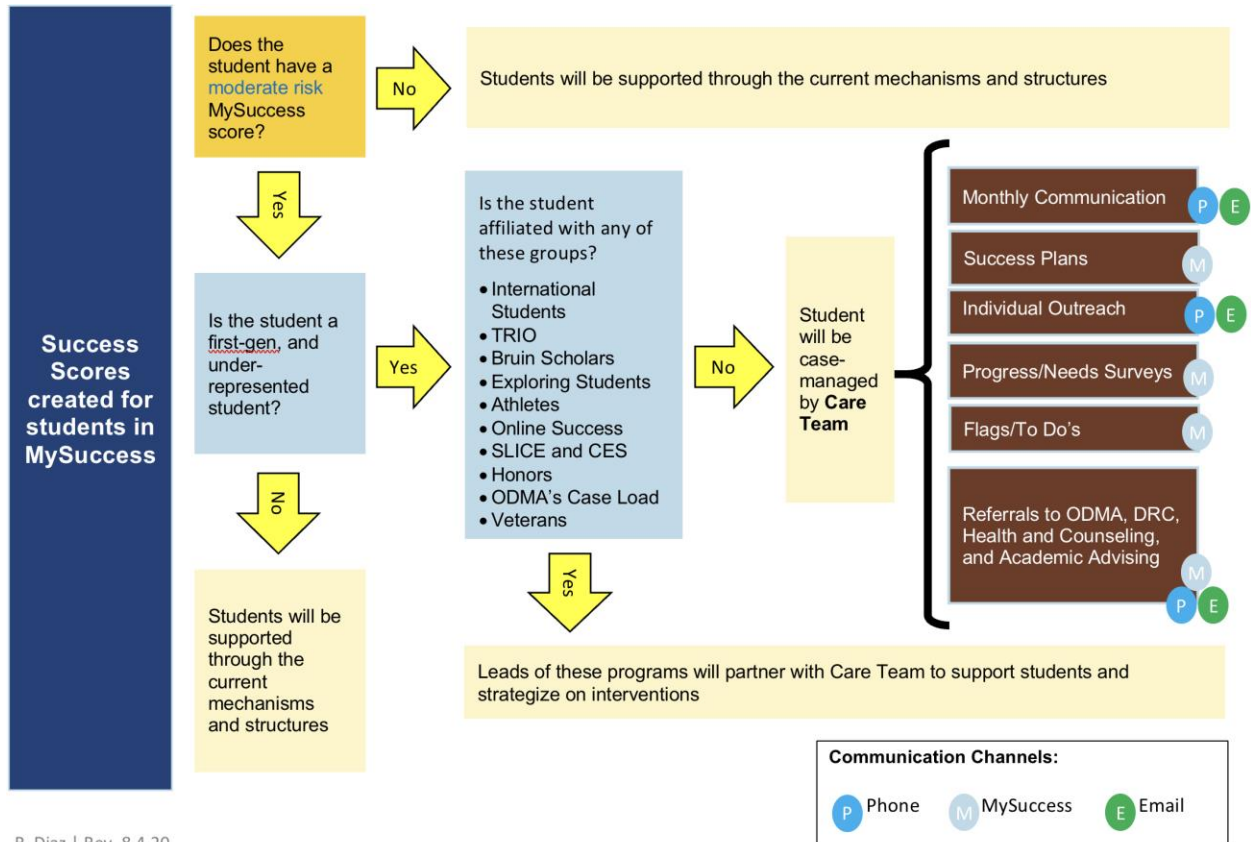 Success
Scores
created for
students in
MySuccess
Does the
student have a
moderate risk
MySuccess
score?
No
Students will be supported through the current mechanisms and structures
Yes
Is the student a
first-gen, and
under-
represented
student?
Yes
Is the student
affiliated with any of
these groups?
• International
Students
• TRIO
• Bruin Scholars
• Exploring Students
• Athletes
• Online Success
• SLICE and CES
• Honors
• ODMA's Case Load
• Veterans
No
Student
will be
case-
managed
by Care
Team
Monthly Communication
P E
Success Plans
M
Individual Outreach
P E
Progress/Needs Surveys
M
Flags/To Do's
M
Referrals to ODMA, DRC,
Health and Counseling,
and Academic Advising
M
P E
No
Students will be
supported
through the
current
mechanisms
and structures
Yes
Leads of these programs will partner with Care Team to support students and
strategize on interventions
Communication Channels:
P Phone M MySuccess E Email